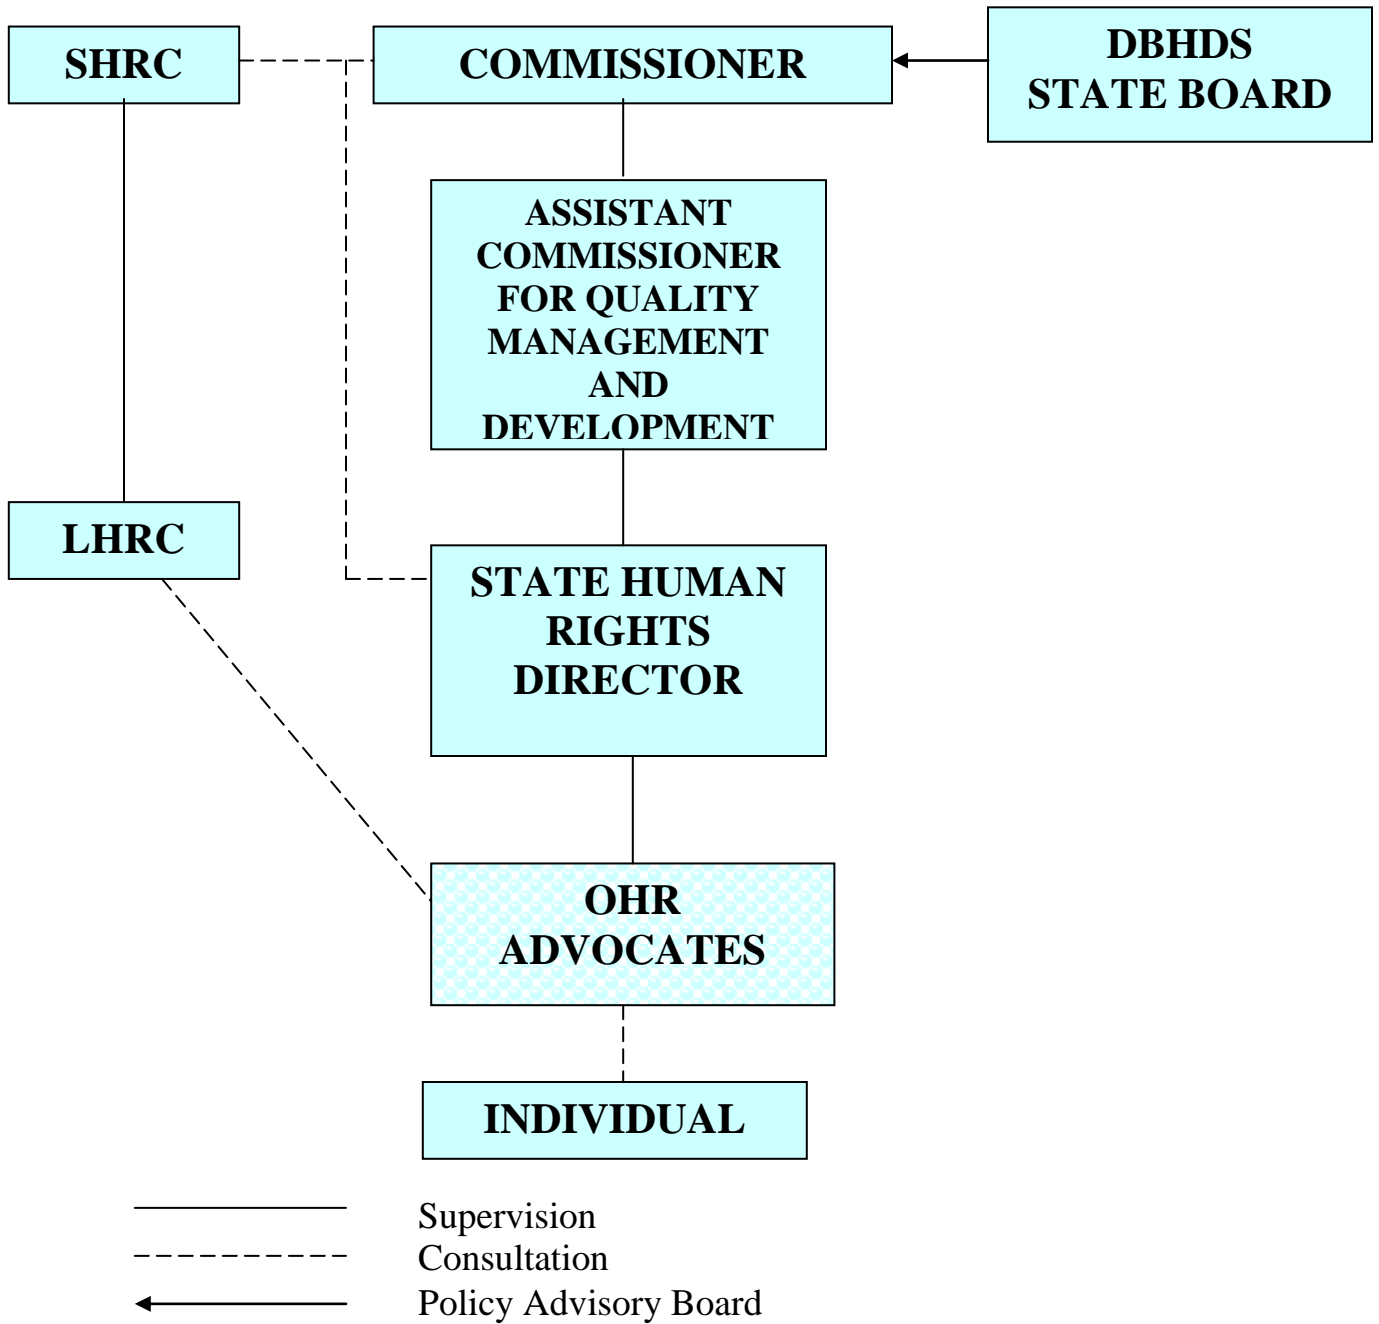 SHRC
COMMISSIONER
DBHDS
STATE BOARD
ASSISTANT
COMMISSIONER
FOR QUALITY
MANAGEMENT
AND
DEVELOPMENT
LHRC
STATE HUMAN
RIGHTS
DIRECTOR
OHR
ADVOCATES
INDIVIDUAL
Supervision
Consultation
Policy Advisory Board